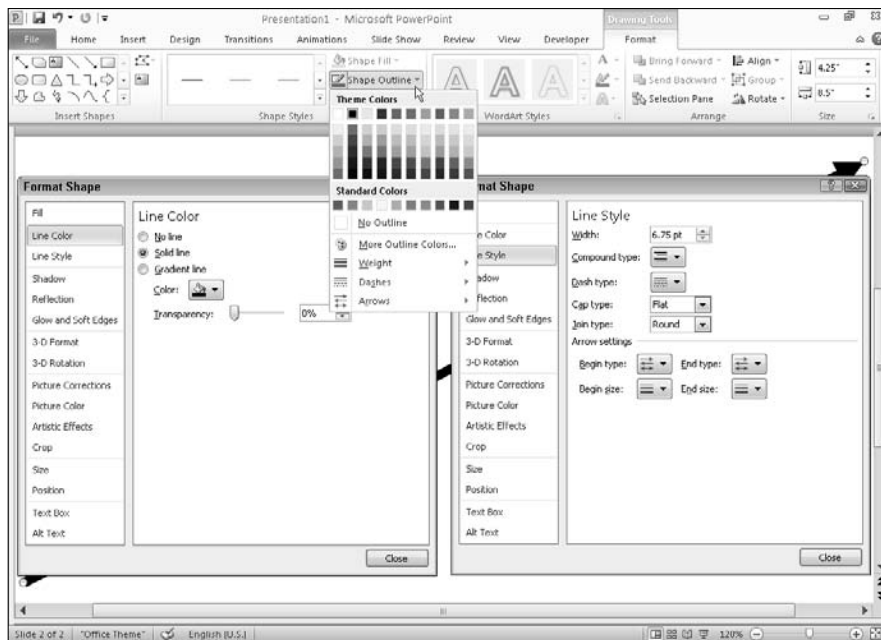 Presentation1 - Microsoft PowerPoint
Drawing Tools
File Home Insert Design Transitions Animations Slide Show Review View Developer Format
Shape Fill
Shape Outline
Bring Forward
Send Backward
Selection Pane
Align
Group
Rotate
4.25"
8.5"
Insert Shapes
Shape Styles
WordArt Styles
Arrange
Size
Theme Colors
Standard Colors
No Outline
More Outline Colors...
Weight
Dashes
Arrows
Format Shape
Fill
Line Color
Line Style
Shadow
Reflection
Glow and Soft Edges
3-D Format
3-D Rotation
Picture Corrections
Picture Color
Artistic Effects
Crop
Size
Position
Text Box
Alt Text
Line Color
No line
Solid line
Gradient line
Color:
Transparency: 0%
Close
mat Shape
e Color
e Style
adow
flection
Glow and Soft Edges
3-D Format
3-D Rotation
Picture Corrections
Picture Color
Artistic Effects
Crop
Size
Position
Text Box
Alt Text
Line Style
Width: 6.75 pt
Compound type:
Dash type:
Cap type: Flat
Join type: Round
Arrow settings
Begin type: End type:
Begin size: End size:
Close
Slide 2 of 2 "Office Theme" English (U.S.) 120%